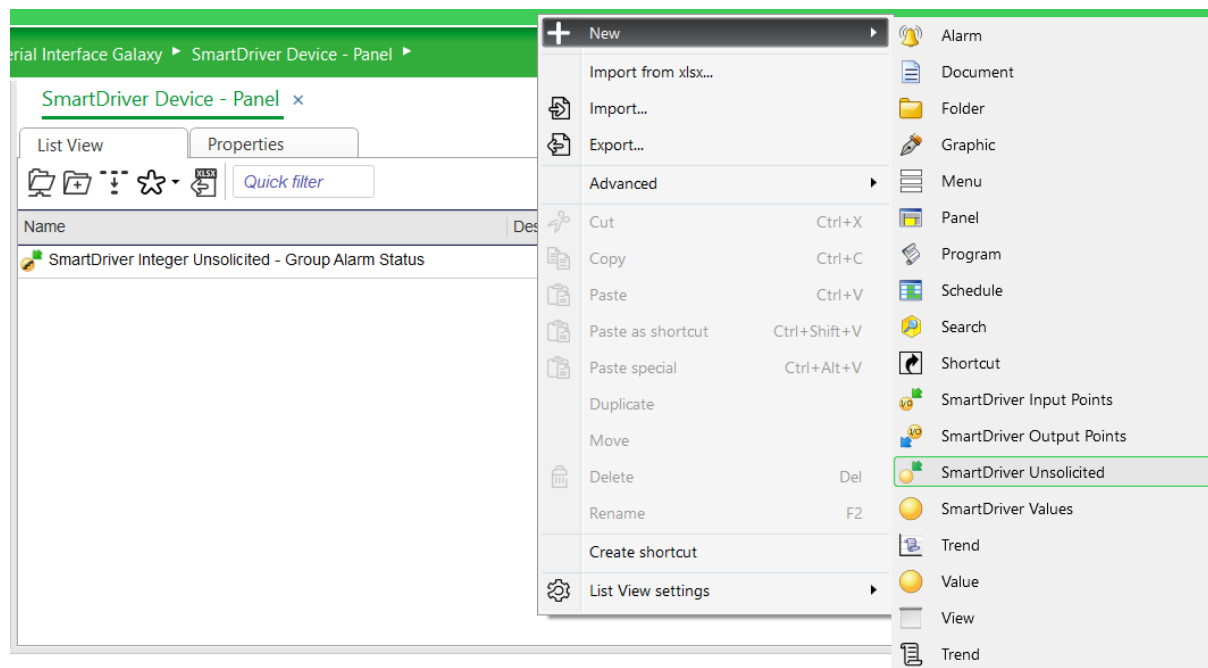 erial Interface Galaxy ▶ SmartDriver Device - Panel ▶
SmartDriver Device - Panel ×
List View
Properties
XLSX
Quick filter
Name
Des
SmartDriver Integer Unsolicited - Group Alarm Status
New
Import from xlsx...
Import...
Export...
Advanced
Cut Ctrl+X
Copy Ctrl+C
Paste Ctrl+V
Paste as shortcut Ctrl+Shift+V
Paste special Ctrl+Alt+V
Duplicate
Move
Delete Del
Rename F2
Create shortcut
List View settings
Alarm
Document
Folder
Graphic
Menu
Panel
Program
Schedule
Search
Shortcut
I/O SmartDriver Input Points
I/O SmartDriver Output Points
SmartDriver Unsolicited
SmartDriver Values
Trend
Value
View
Trend